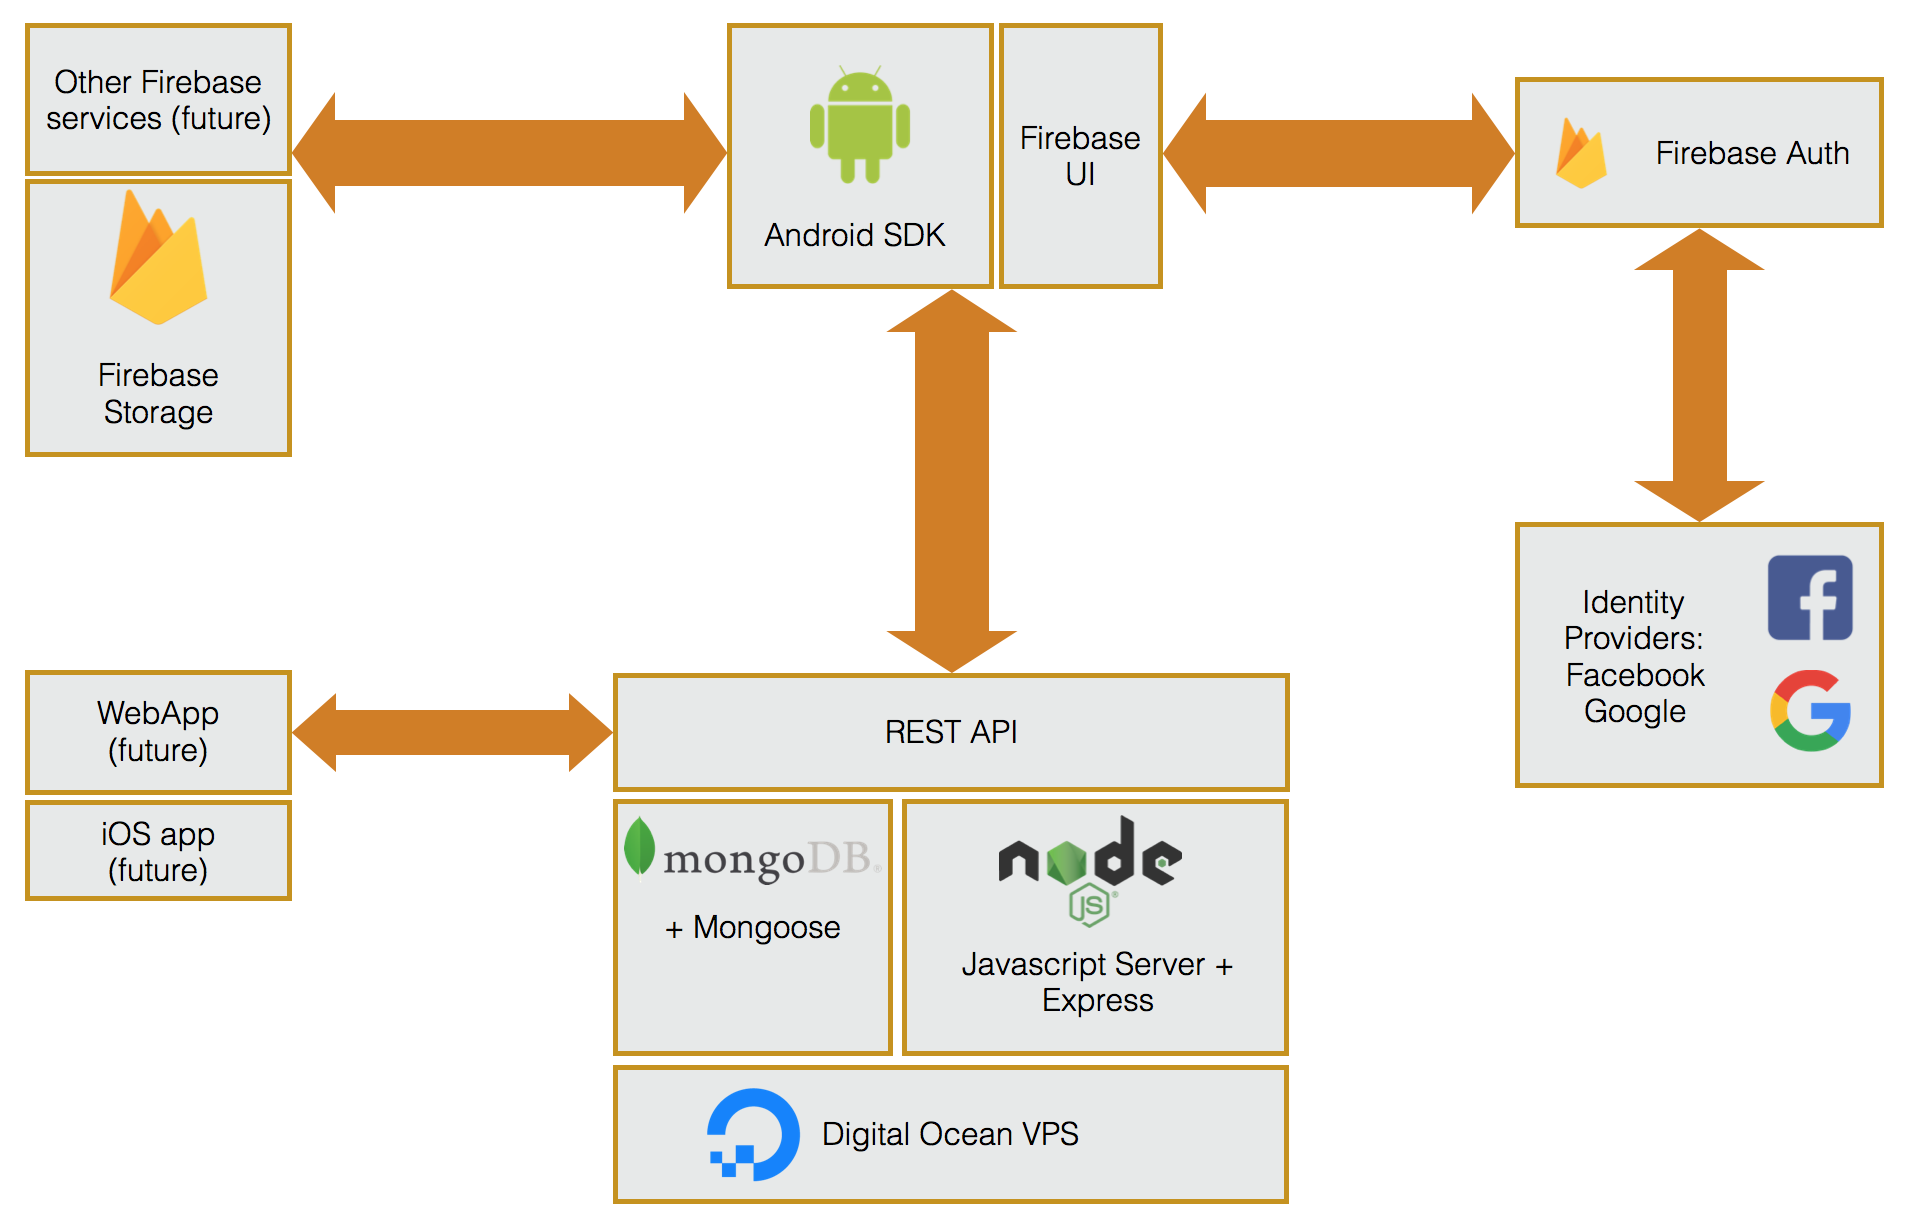 Other Firebase
services (future)
Firebase
Storage
Android SDK
Firebase
UI
Firebase Auth
Identity
Providers:
Facebook
Google
WebApp
(future)
iOS app
(future)
REST API
mongoDB®
+ Mongoose
node
JS®
Javascript Server +
Express
Digital Ocean VPS